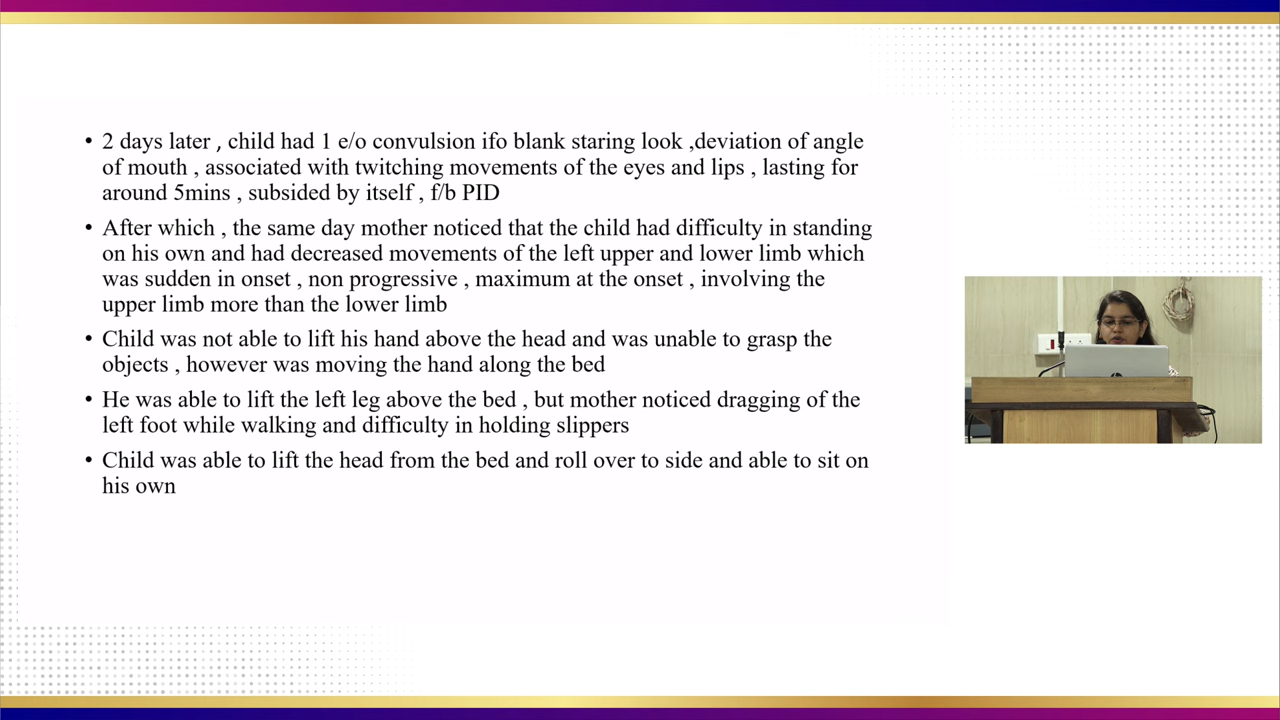 • 2 days later , child had 1 e/o convulsion ifo blank staring look ,deviation of angle
of mouth , associated with twitching movements of the eyes and lips , lasting for
around 5mins , subsided by itself , f/b PID
• After which , the same day mother noticed that the child had difficulty in standing
on his own and had decreased movements of the left upper and lower limb which
was sudden in onset , non progressive , maximum at the onset , involving the
upper limb more than the lower limb
• Child was not able to lift his hand above the head and was unable to grasp the
objects , however was moving the hand along the bed
• He was able to lift the left leg above the bed , but mother noticed dragging of the
left foot while walking and difficulty in holding slippers
• Child was able to lift the head from the bed and roll over to side and able to sit on
his own